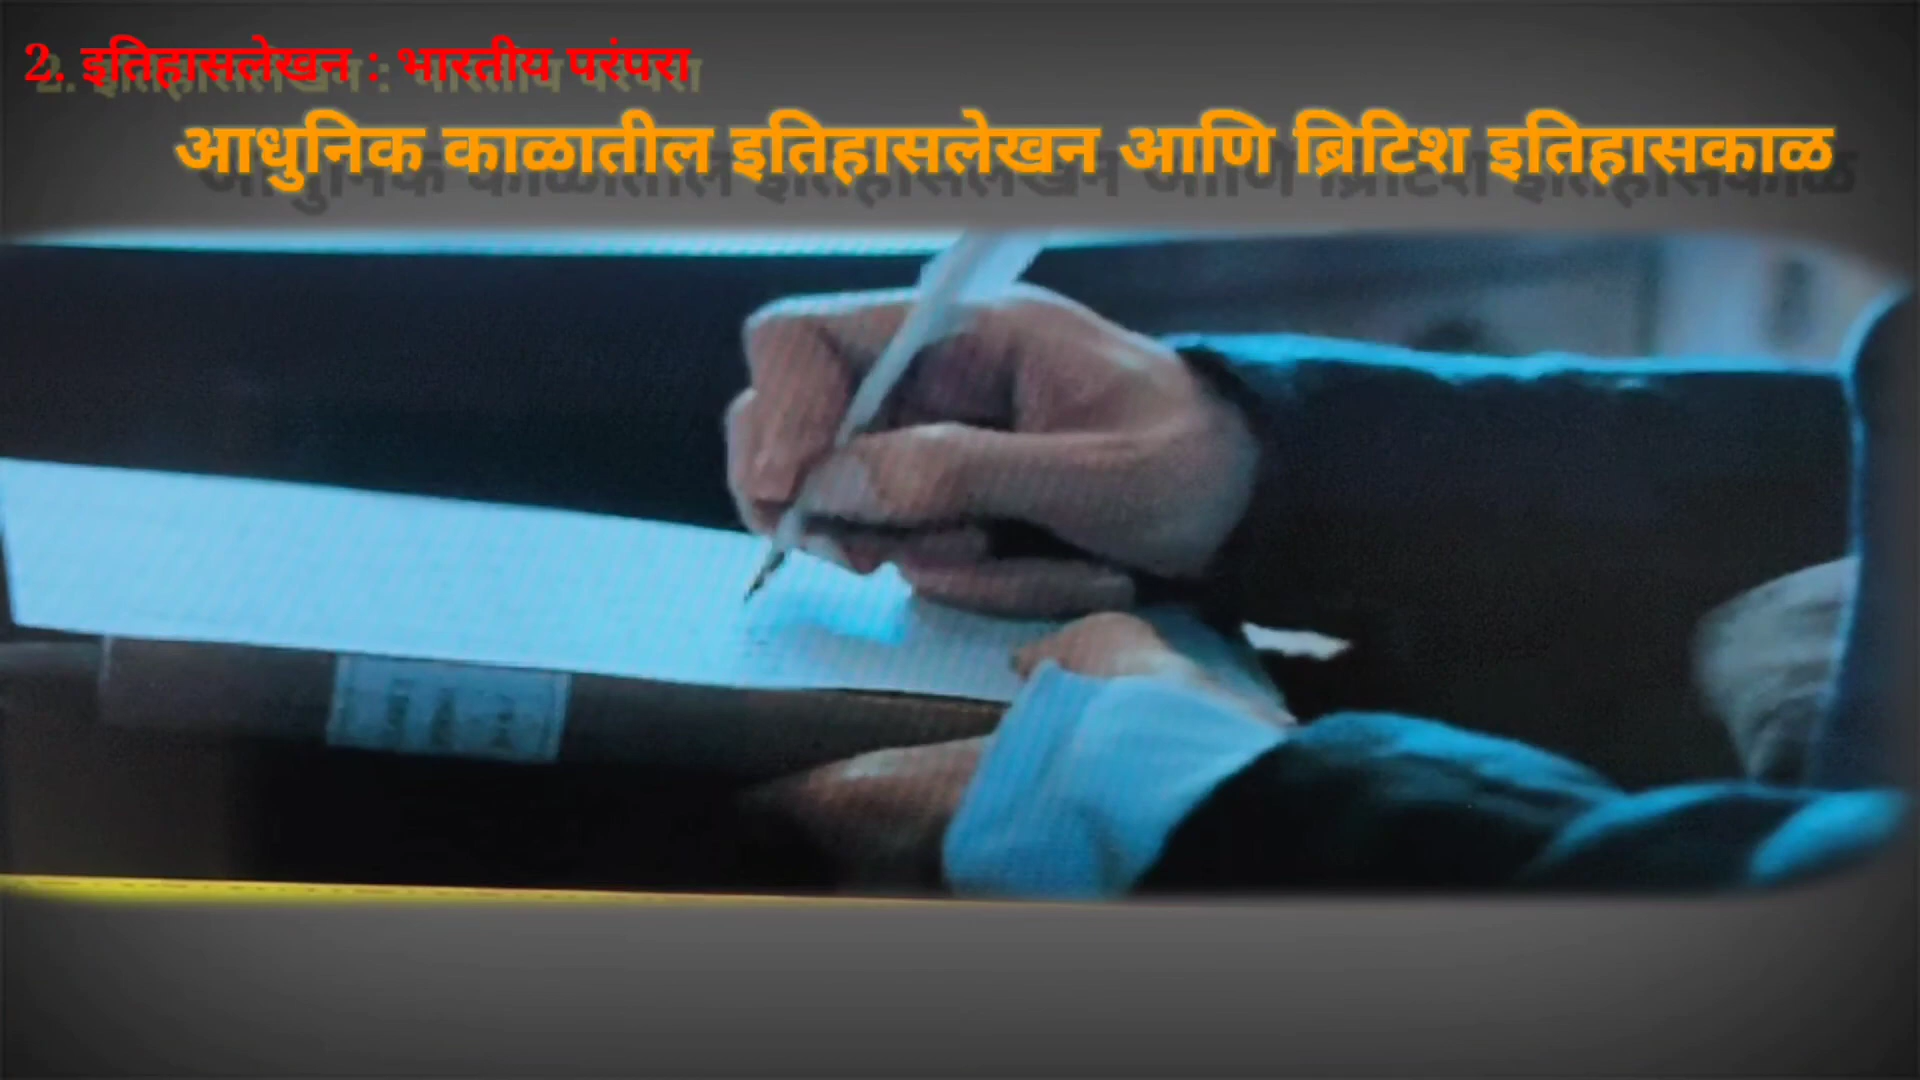 2. इतिहासलेखन : भारतीय परंपरा
आधुनिक काळातील इतिहासलेखन आणि ब्रिटिश इतिहासकाळ